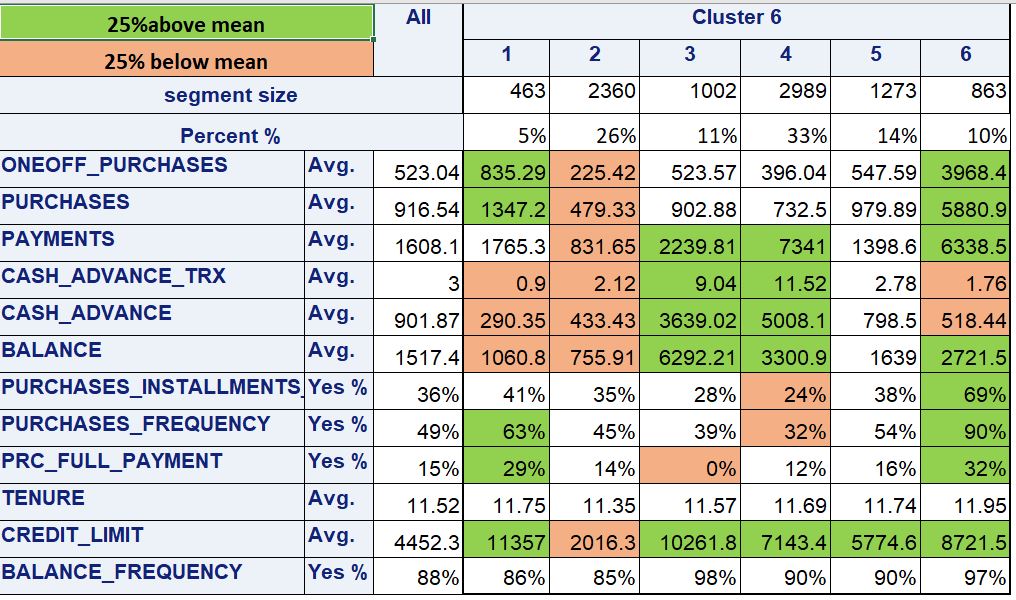 25%above mean All Cluster 6
25% below mean 1 2 3 4 5 6
segment size 463 2360 1002 2989 1273 863
Percent % 5% 26% 11% 33% 14% 10%
ONEOFF_PURCHASES Avg. 523.04 835.29 225.42 523.57 396.04 547.59 3968.4
PURCHASES Avg. 916.54 1347.2 479.33 902.88 732.5 979.89 5880.9
PAYMENTS Avg. 1608.1 1765.3 831.65 2239.81 7341 1398.6 6338.5
CASH_ADVANCE_TRX Avg. 3 0.9 2.12 9.04 11.52 2.78 1.76
CASH_ADVANCE Avg. 901.87 290.35 433.43 3639.02 5008.1 798.5 518.44
BALANCE Avg. 1517.4 1060.8 755.91 6292.21 3300.9 1639 2721.5
PURCHASES_INSTALLMENTS_ Yes % 36% 41% 35% 28% 24% 38% 69%
PURCHASES_FREQUENCY Yes % 49% 63% 45% 39% 32% 54% 90%
PRC_FULL_PAYMENT Yes % 15% 29% 14% 0% 12% 16% 32%
TENURE Avg. 11.52 11.75 11.35 11.57 11.69 11.74 11.95
CREDIT_LIMIT Avg. 4452.3 11357 2016.3 10261.8 7143.4 5774.6 8721.5
BALANCE_FREQUENCY Yes % 88% 86% 85% 98% 90% 90% 97%